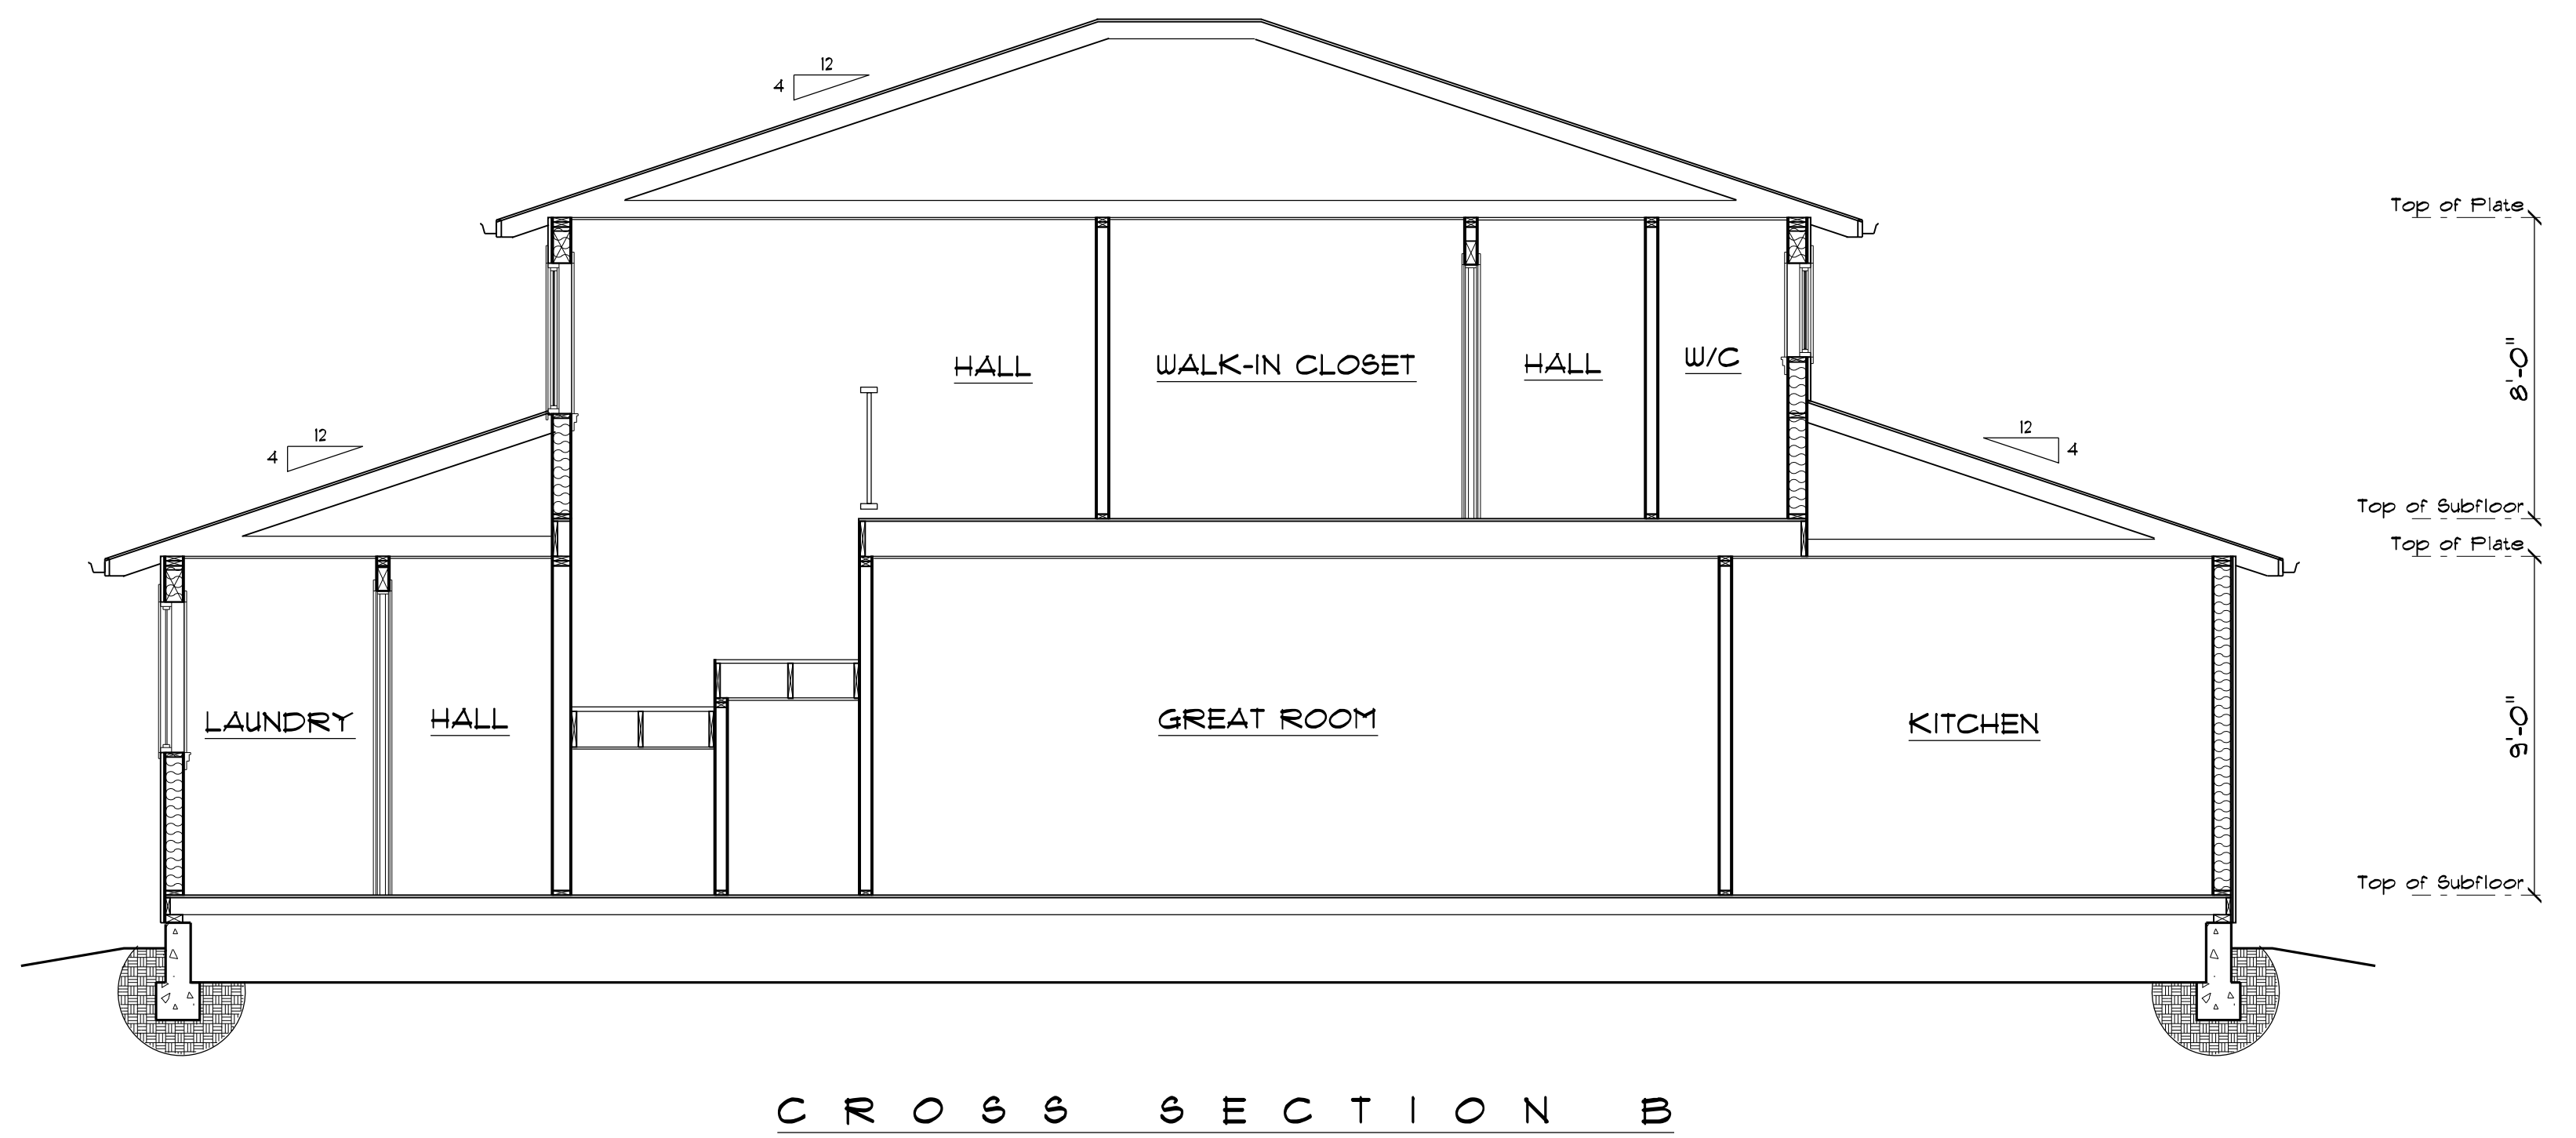 12
4
Top of Plate
8'-0"
HALL
WALK-IN CLOSET
HALL
W/C
12
4
12
4
Top of Subfloor
Top of Plate
LAUNDRY
HALL
GREAT ROOM
KITCHEN
9'-0"
Top of Subfloor
CROSS SECTION B